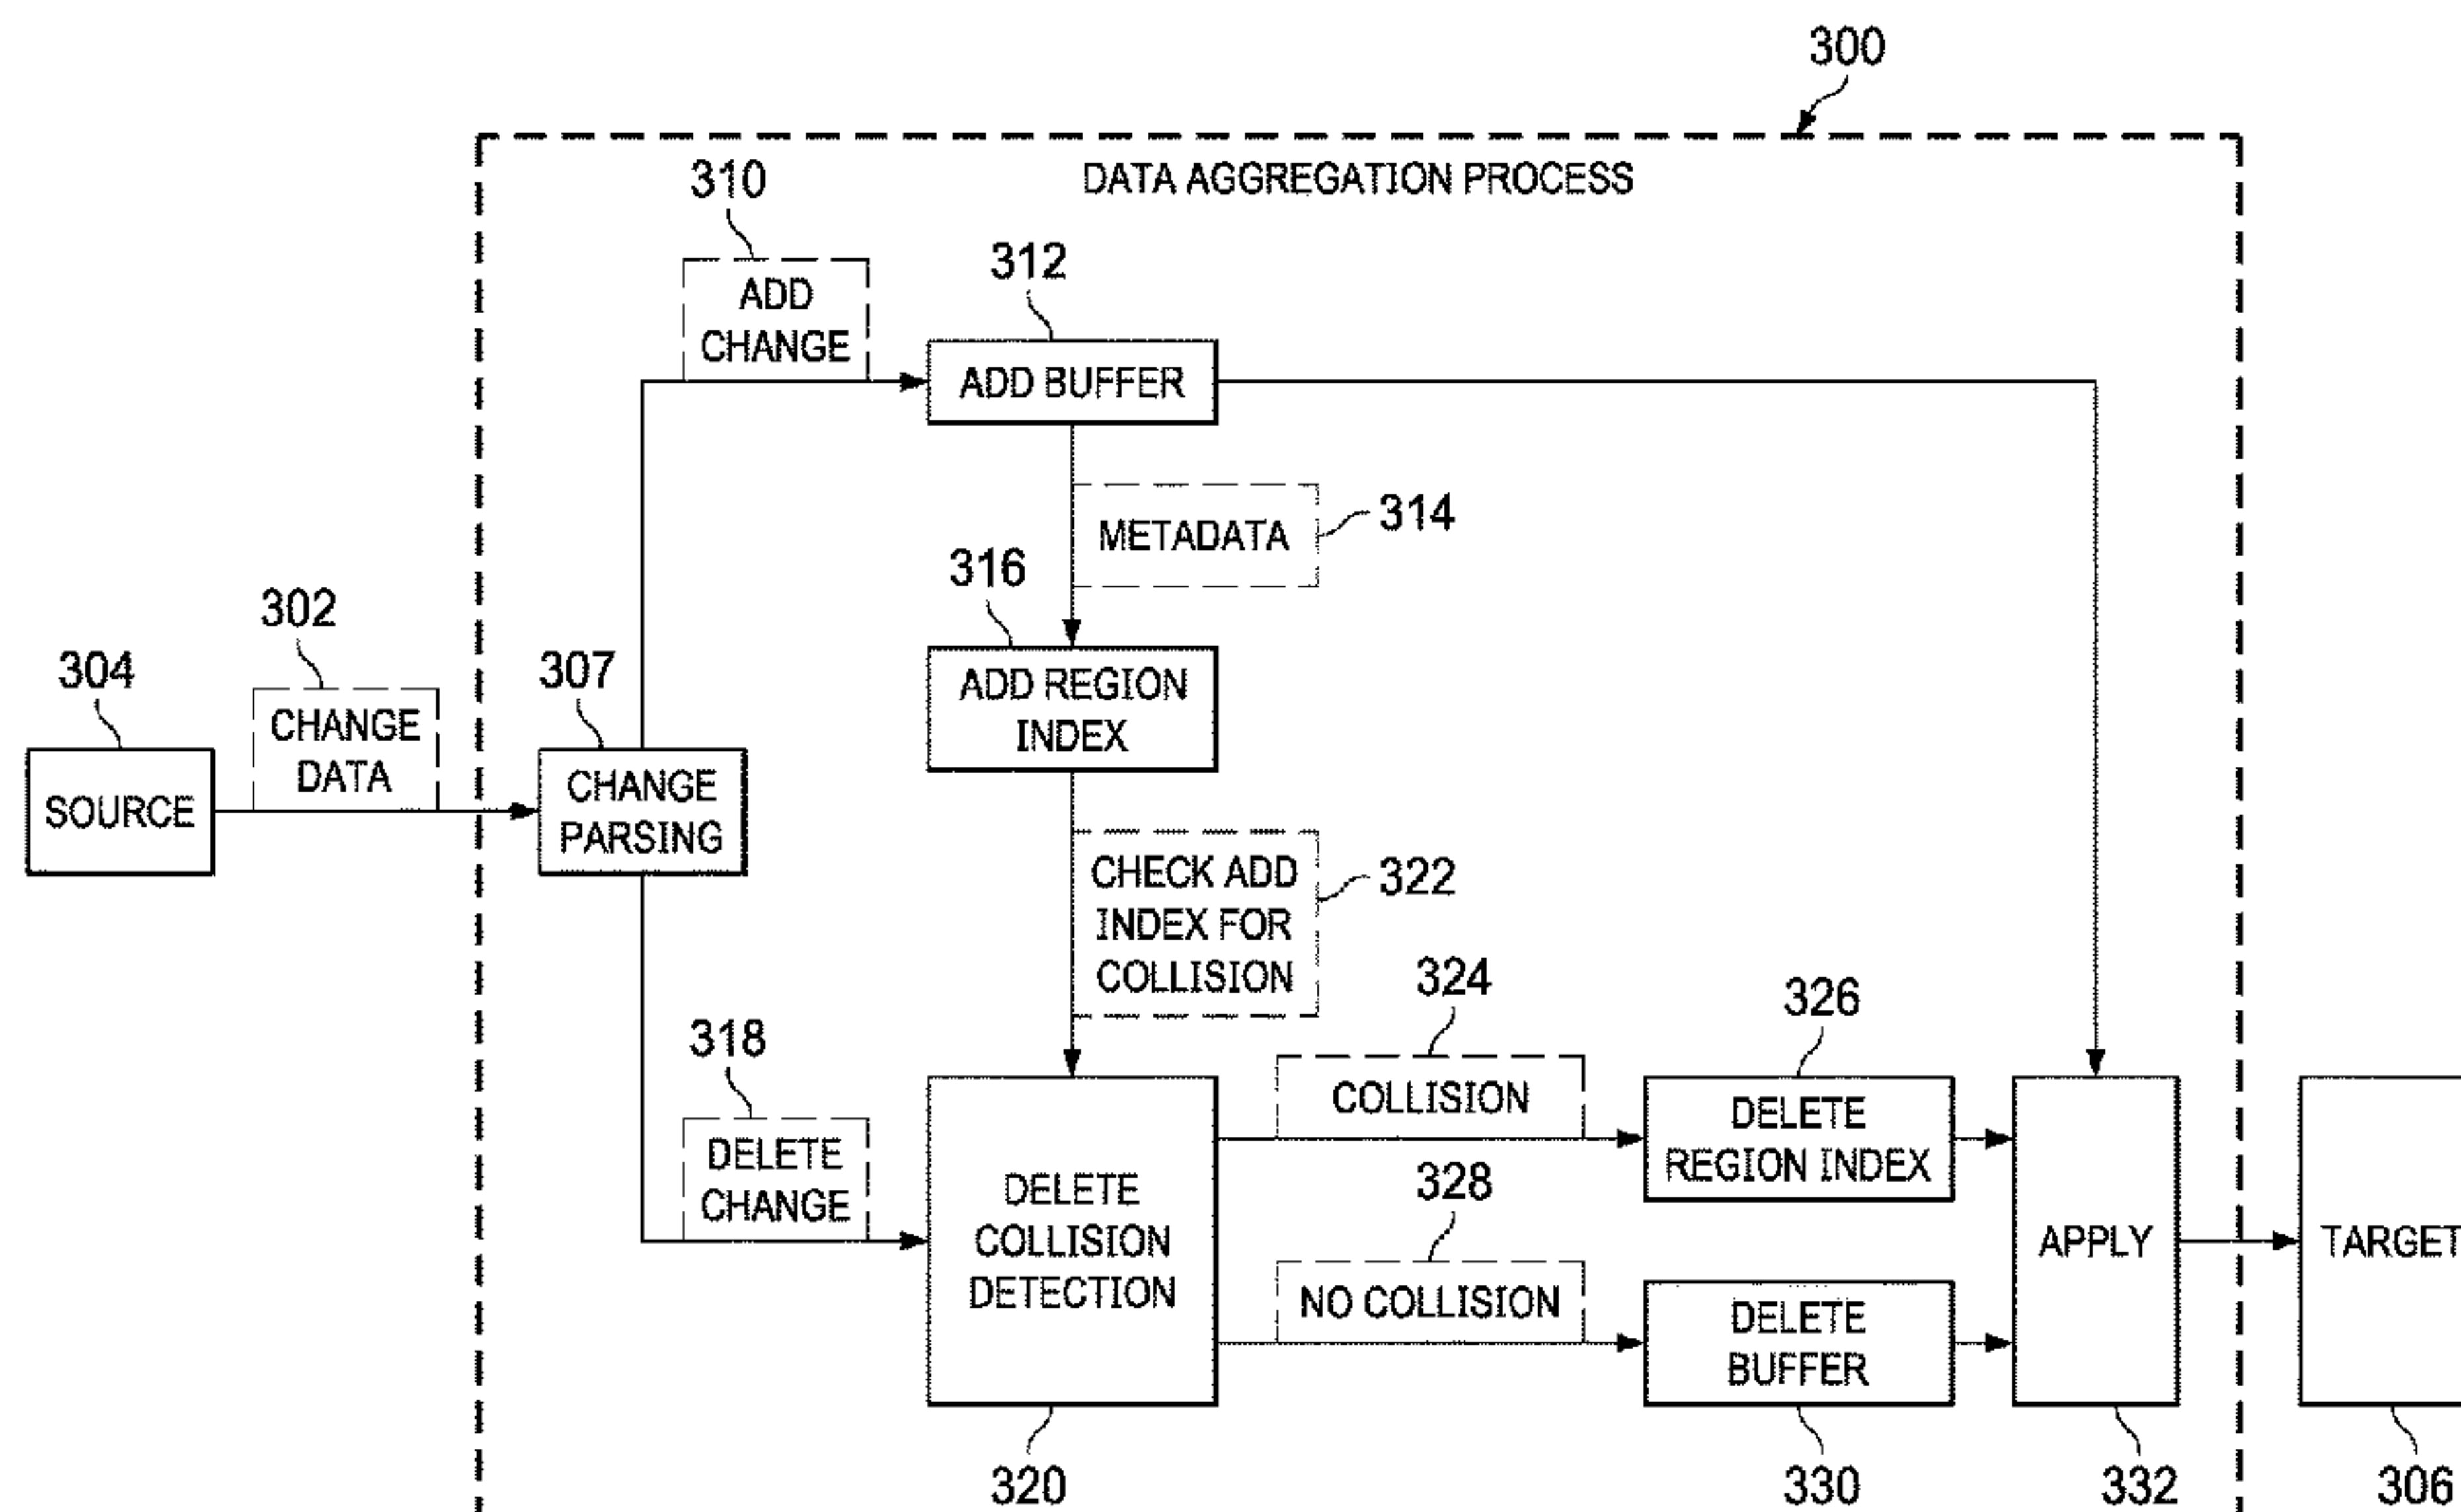 300
DATA AGGREGATION PROCESS
310
ADD
CHANGE
312
ADD BUFFER
METADATA
314
316
ADD REGION
INDEX
302
CHANGE
DATA
304
SOURCE
307
CHANGE
PARSING
CHECK ADD
INDEX FOR
COLLISION
322
318
DELETE
CHANGE
DELETE
COLLISION
DETECTION
320
324
COLLISION
326
DELETE
REGION INDEX
328
NO COLLISION
DELETE
BUFFER
330
APPLY
332
TARGET
306